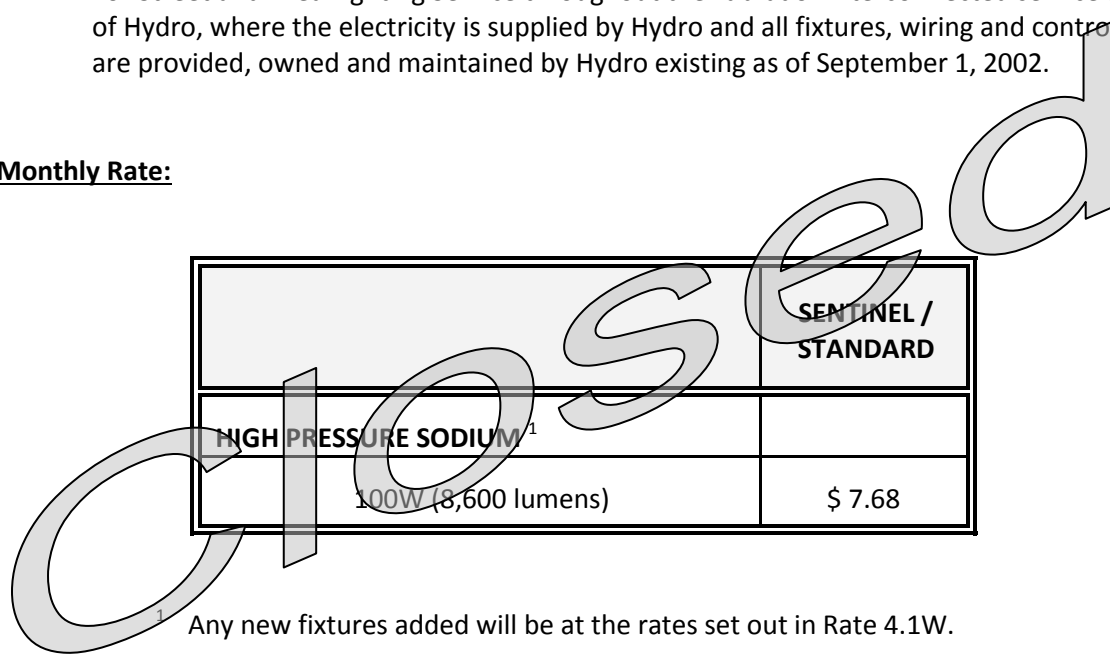 of Hydro, where the electricity is supplied by Hydro and all fixtures, wiring and
are provided, owned and maintained by Hydro existing as of September 1, 2002.
Monthly Rate:
SENTINEL /
STANDARD
HIGH PRESSURE SODIUM 1
100W (8,600 lumens) $ 7.68
1 Any new fixtures added will be at the rates set out in Rate 4.1W.
Closed